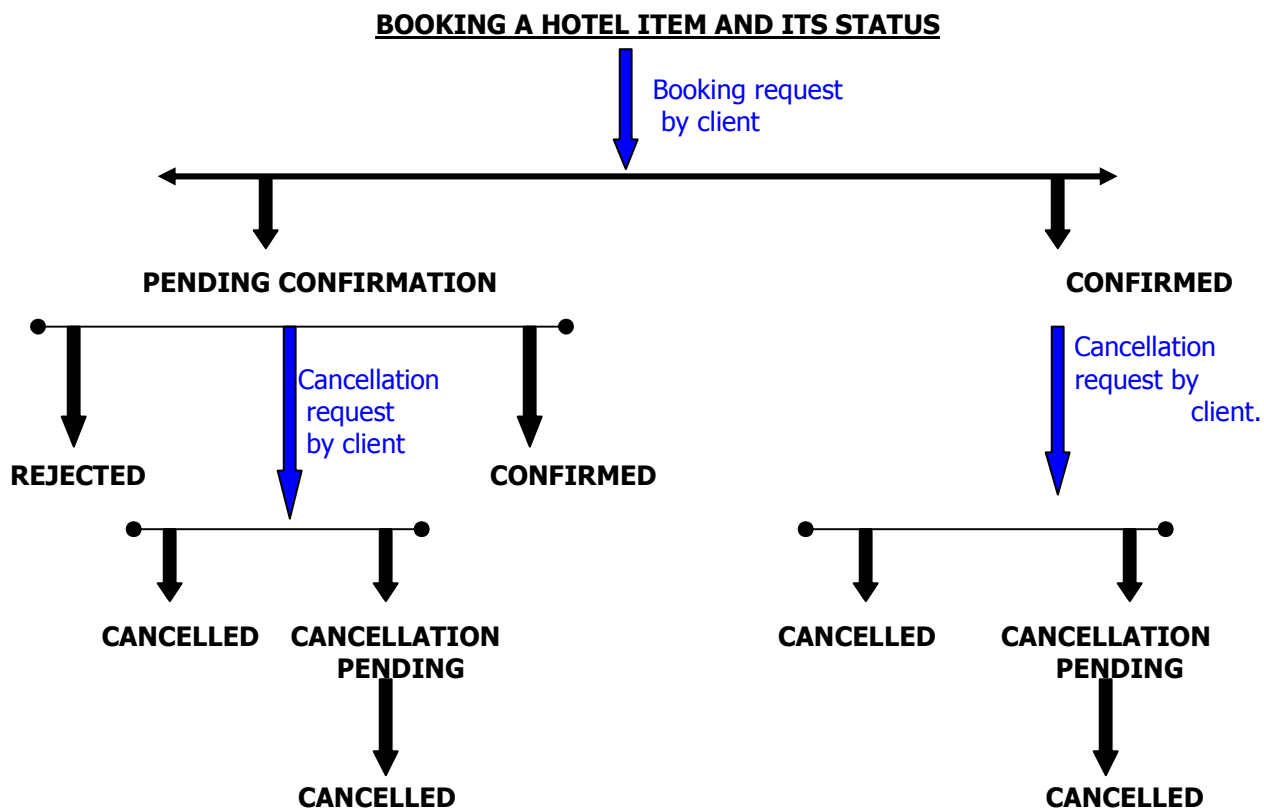 BOOKING A HOTEL ITEM AND ITS STATUS
Booking request
by client
PENDING CONFIRMATION
CONFIRMED
Cancellation
request
by client
Cancellation
request by
client.
REJECTED
CONFIRMED
CANCELLED
CANCELLATION
PENDING
CANCELLED
CANCELLATION
PENDING
CANCELLED
CANCELLED